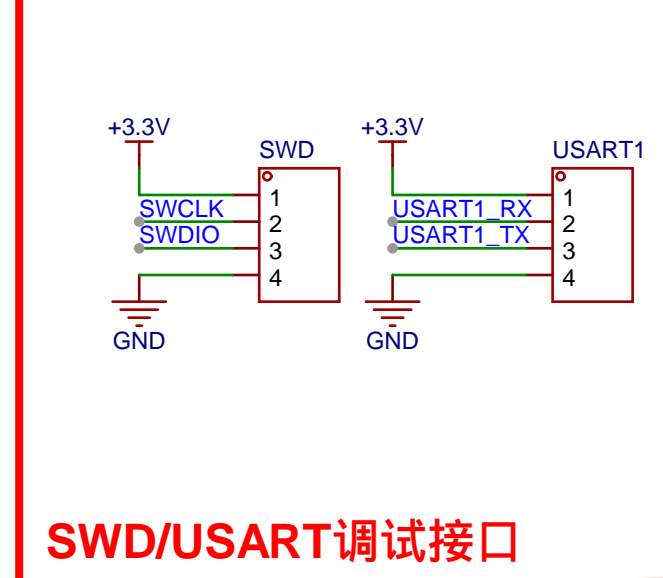 +3.3V
SWD
1
SWCLK
2
SWDIO
3
4
GND
+3.3V
USART1
1
USART1_RX
2
USART1_TX
3
4
GND
SWD/USART调试接口